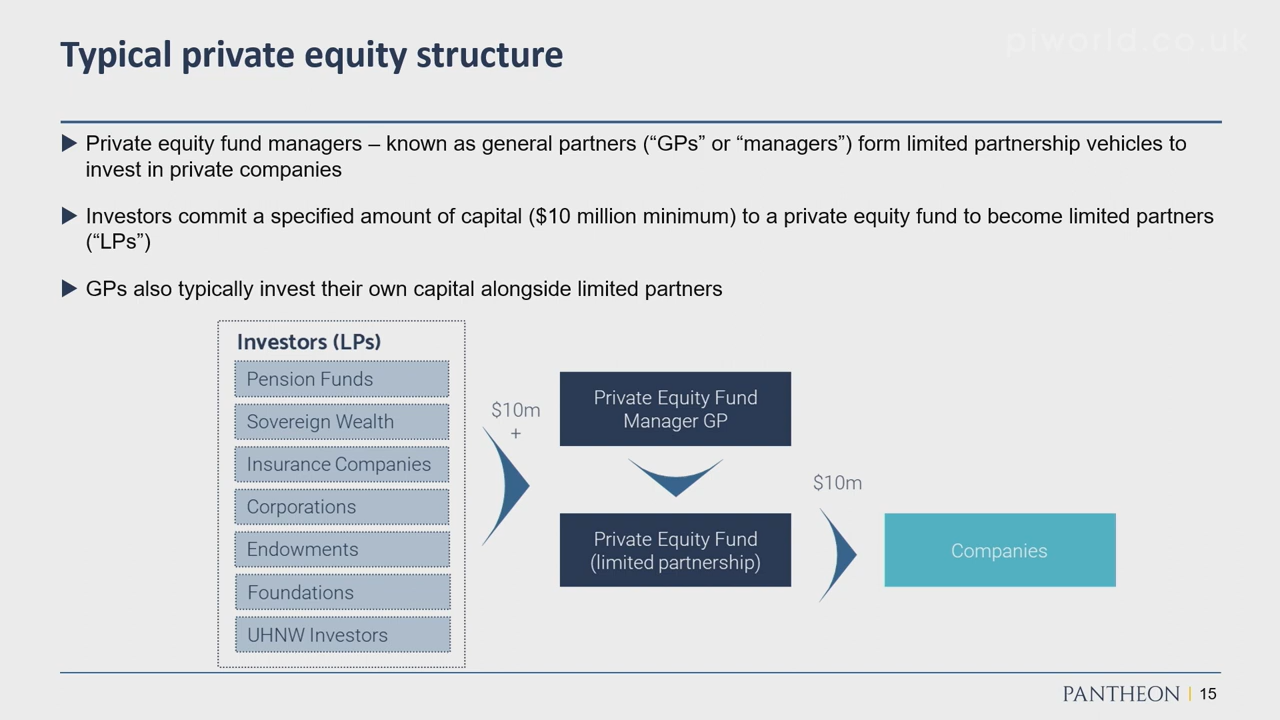 piworld.co.uk
Typical private equity structure
Private equity fund managers – known as general partners (“GPs” or “managers”) form limited partnership vehicles to
invest in private companies
Investors commit a specified amount of capital ($10 million minimum) to a private equity fund to become limited partners
(“LPs”)
GPs also typically invest their own capital alongside limited partners
Investors (LPs)
Pension Funds
Sovereign Wealth
Insurance Companies
Corporations
Endowments
Foundations
UHNW Investors
$10m
+
Private Equity Fund
Manager GP
Private Equity Fund
(limited partnership)
$10m
Companies
PANTHEON | 15